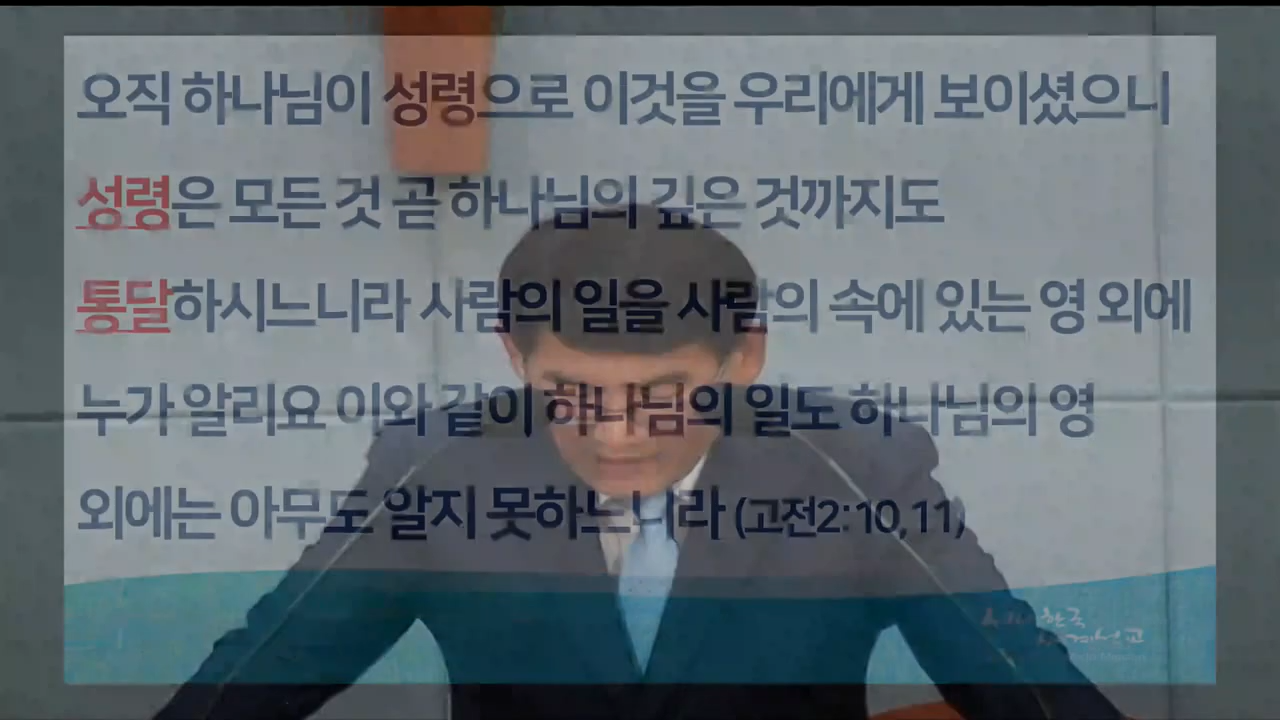 오직 하나님이 성령으로 이것을 우리에게 보이셨으니
성령은 모든 것 곧 하나님의 깊은 것까지도
통달하시느니라 사람의 일을 사람의 속에 있는 영 외에
누가 알리요 이와 같이 하나님의 일도 하나님의 영
외에는 아무도 알지 못하느니라 (고전2:10,11)
한국